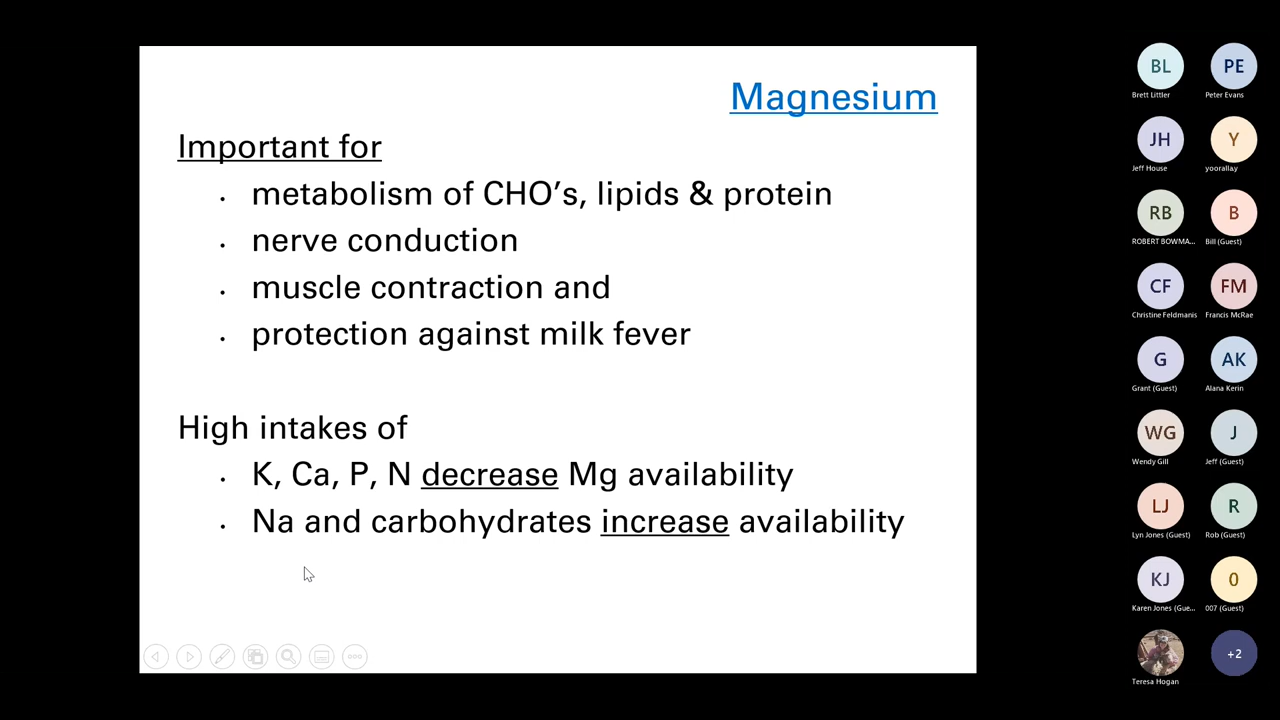 Magnesium
Important for
· metabolism of CHO's, lipids & protein
· nerve conduction
· muscle contraction and
· protection against milk fever
High intakes of
· K, Ca, P, N decrease Mg availability
· Na and carbohydrates increase availability
BL
Brett Littler
PE
Peter Evans
JH
Jeff House
Y
yoorallay
RB
ROBERT BOWMA...
B
Bill (Guest)
CF
Christine Feldmanis
FM
Francis McRae
G
Grant (Guest)
AK
Alana Kerin
WG
Wendy Gill
J
Jeff (Guest)
LJ
Lyn Jones (Guest)
R
Rob (Guest)
KJ
Karen Jones (Gue...
0
007 (Guest)
Teresa Hogan
+2